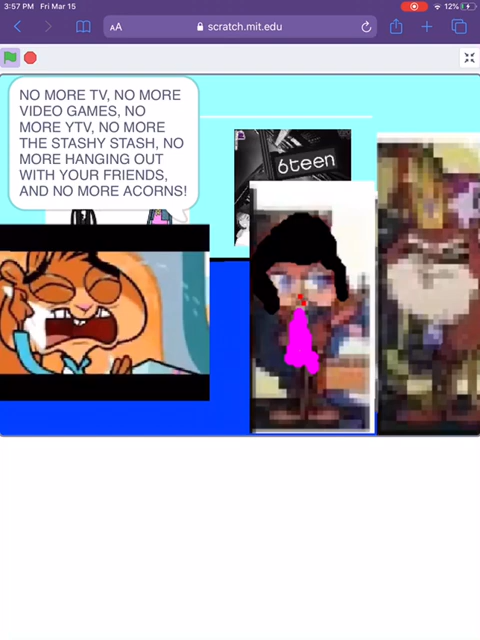 3:57 PM Fri Mar 15
12%
AA
scratch.mit.edu
NO MORE TV, NO MORE
VIDEO GAMES, NO
MORE YTV, NO MORE
THE STASHY STASH, NO
MORE HANGING OUT
WITH YOUR FRIENDS,
AND NO MORE ACORNS!
6teen